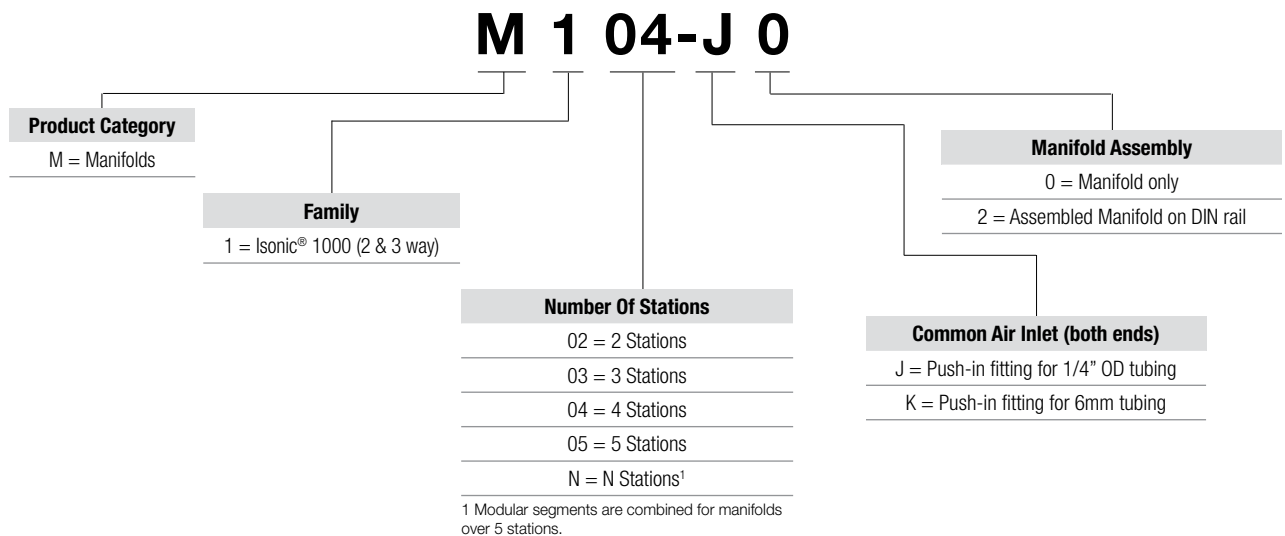 M 1 04-J 0
Product Category
M = Manifolds
Family
1 = Isonic® 1000 (2 & 3 way)
Number Of Stations
02 = 2 Stations
03 = 3 Stations
04 = 4 Stations
05 = 5 Stations
N = N Stations¹
1 Modular segments are combined for manifolds
over 5 stations.
Manifold Assembly
0 = Manifold only
2 = Assembled Manifold on DIN rail
Common Air Inlet (both ends)
J = Push-in fitting for 1/4” OD tubing
K = Push-in fitting for 6mm tubing